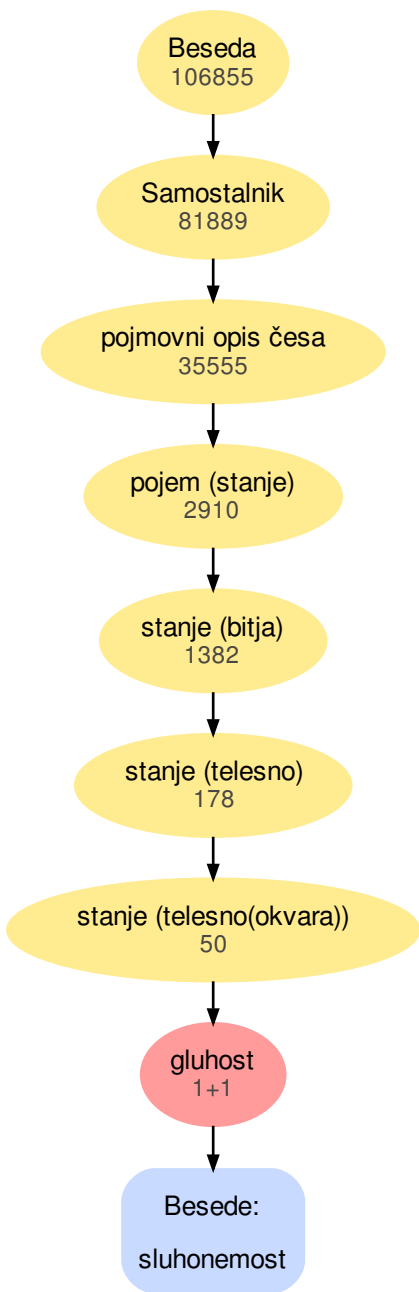 Beseda
106855
Samostalnik
81889
pojmovni opis česa
35555
pojem (stanje)
2910
stanje (bitja)
1382
stanje (telesno)
178
stanje (telesno(okvara))
50
gluhost
1+1
Besede:
sluhonemost